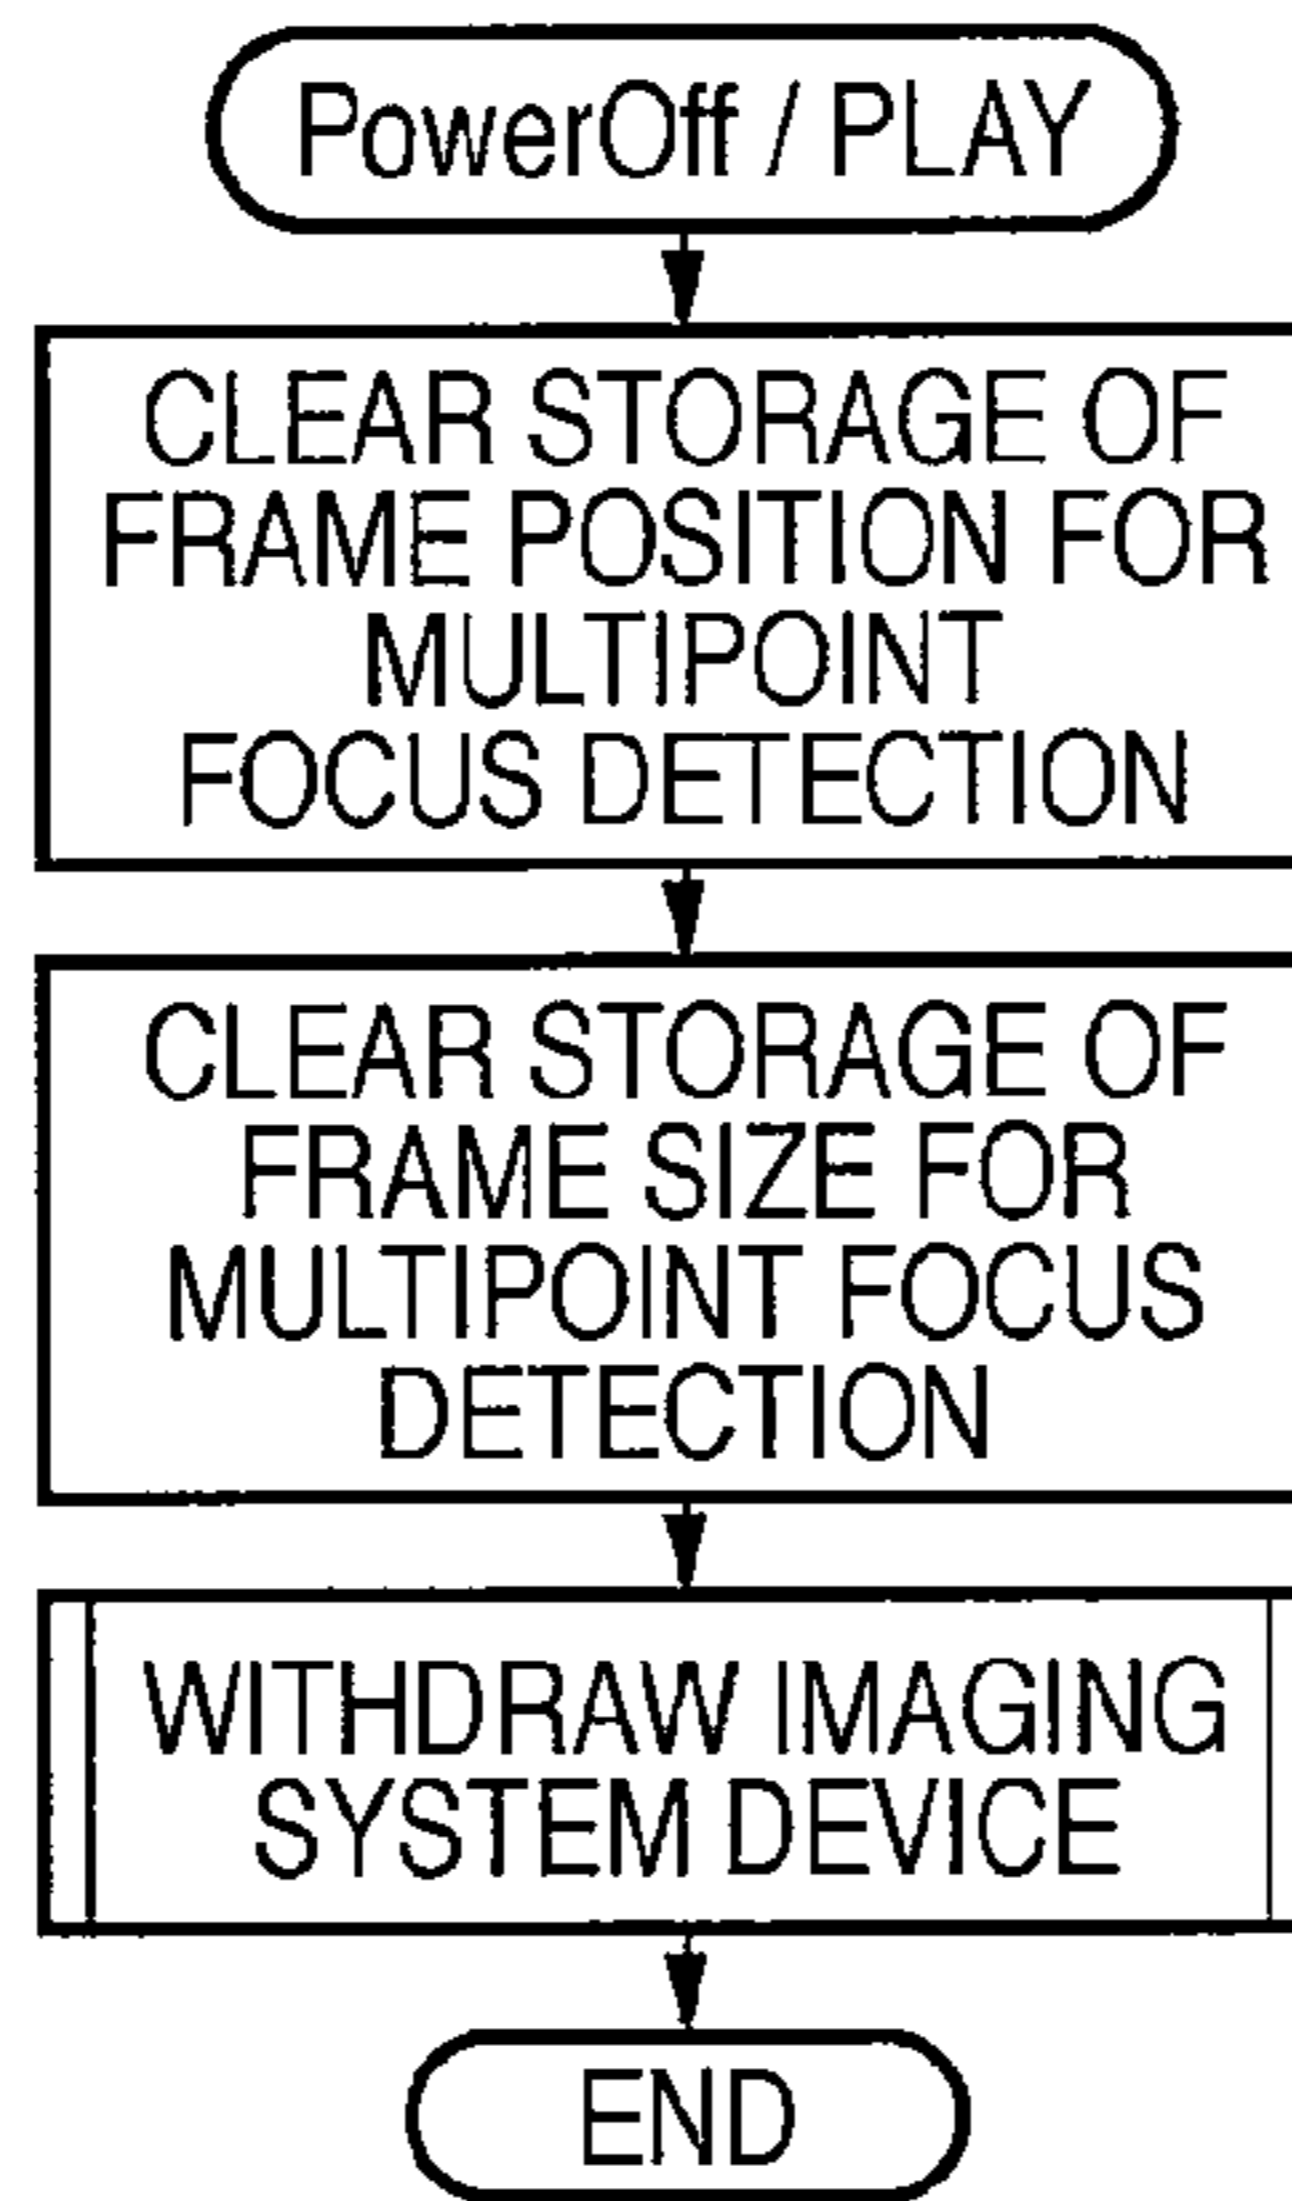 PowerOff / PLAY
CLEAR STORAGE OF
FRAME POSITION FOR
MULTIPOINT
FOCUS DETECTION
CLEAR STORAGE OF
FRAME SIZE FOR
MULTIPOINT FOCUS
DETECTION
WITHDRAW IMAGING
SYSTEM DEVICE
END